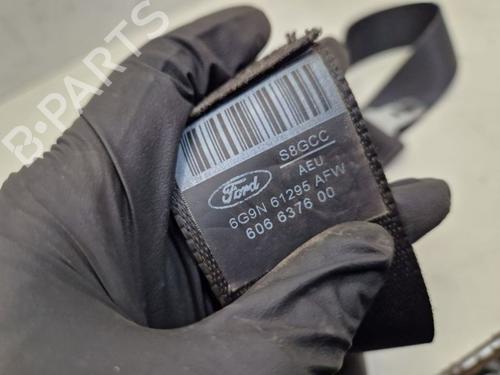 B-PARTS
S8GCC
AEU
Ford
6G9N 61295 AFW
606 6376 00